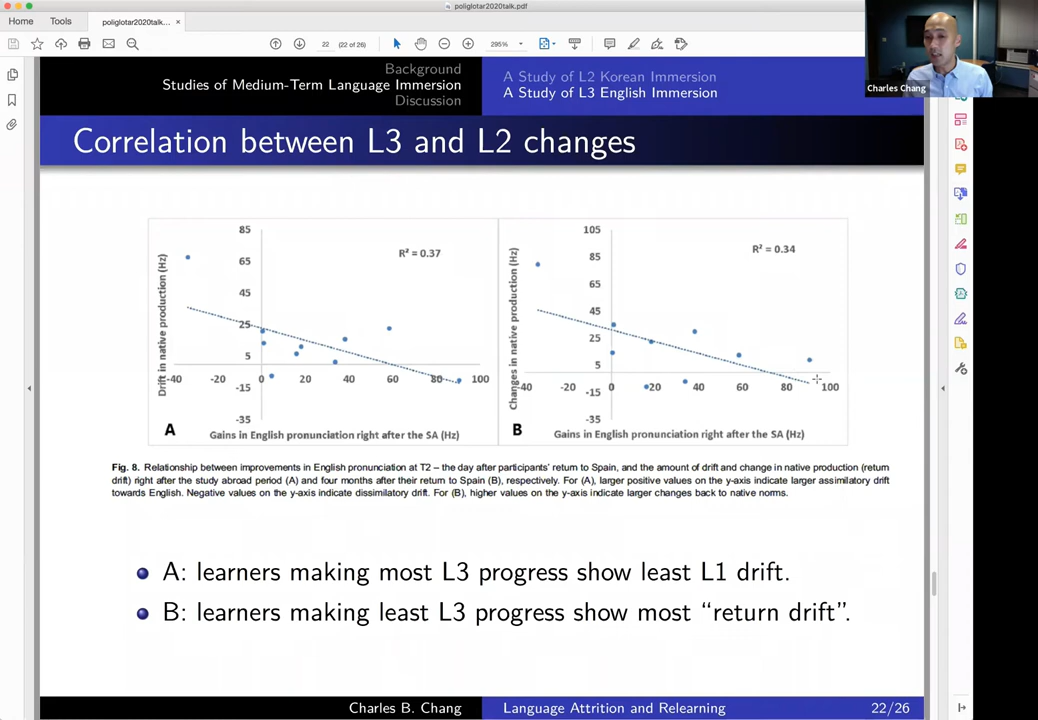 poliglotar2020talk.pdf
Home
Tools
poliglotar2020talk...
×
22
(22 of 26)
295%
Charles Chang
Background
Studies of Medium-Term Language Immersion
Discussion
A Study of L2 Korean Immersion
A Study of L3 English Immersion
Correlation between L3 and L2 changes
Drift in native production (Hz)
85
65
45
25
5
-15
-35
-40
-20
0
20
40
60
80
100
R² = 0.37
A
Gains in English pronunciation right after the SA (Hz)
Changes in native production (Hz)
105
85
65
45
25
5
-15
-35
-40
-20
0
20
40
60
80
100
R² = 0.34
B
Gains in English pronunciation right after the SA (Hz)
Fig. 8. Relationship between improvements in English pronunciation at T2 – the day after participants' return to Spain, and the amount of drift and change in native production (return
drift) right after the study abroad period (A) and four months after their return to Spain (B), respectively. For (A), larger positive values on the y-axis indicate larger assimilatory drift
towards English. Negative values on the y-axis indicate dissimilatory drift. For (B), higher values on the y-axis indicate larger changes back to native norms.
A: learners making most L3 progress show least L1 drift.
B: learners making least L3 progress show most “return drift”.
Charles B. Chang
Language Attrition and Relearning
22/26